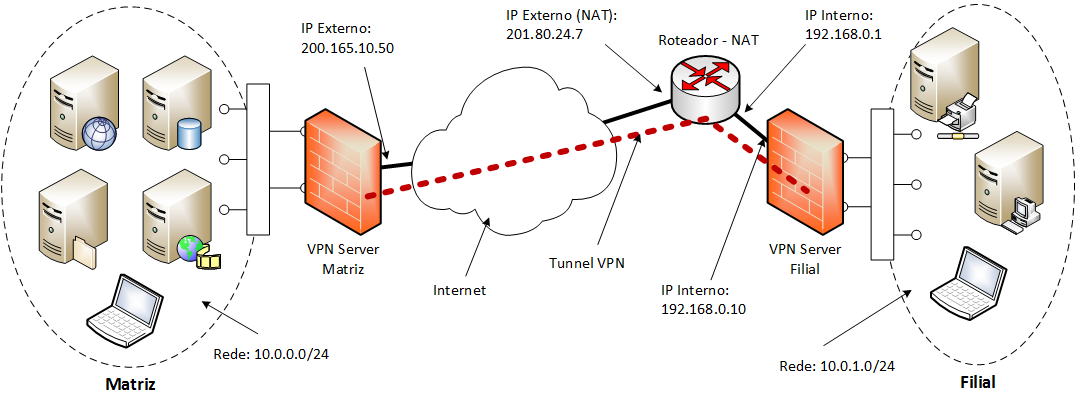 IP Externo:
200.165.10.50
IP Externo (NAT):
201.80.24.7
Roteador - NAT
IP Interno:
192.168.0.1
VPN Server
Matriz
Internet
Tunnel VPN
IP Interno:
192.168.0.10
VPN Server
Filial
Rede: 10.0.0.0/24
Rede: 10.0.1.0/24
Matriz
Filial